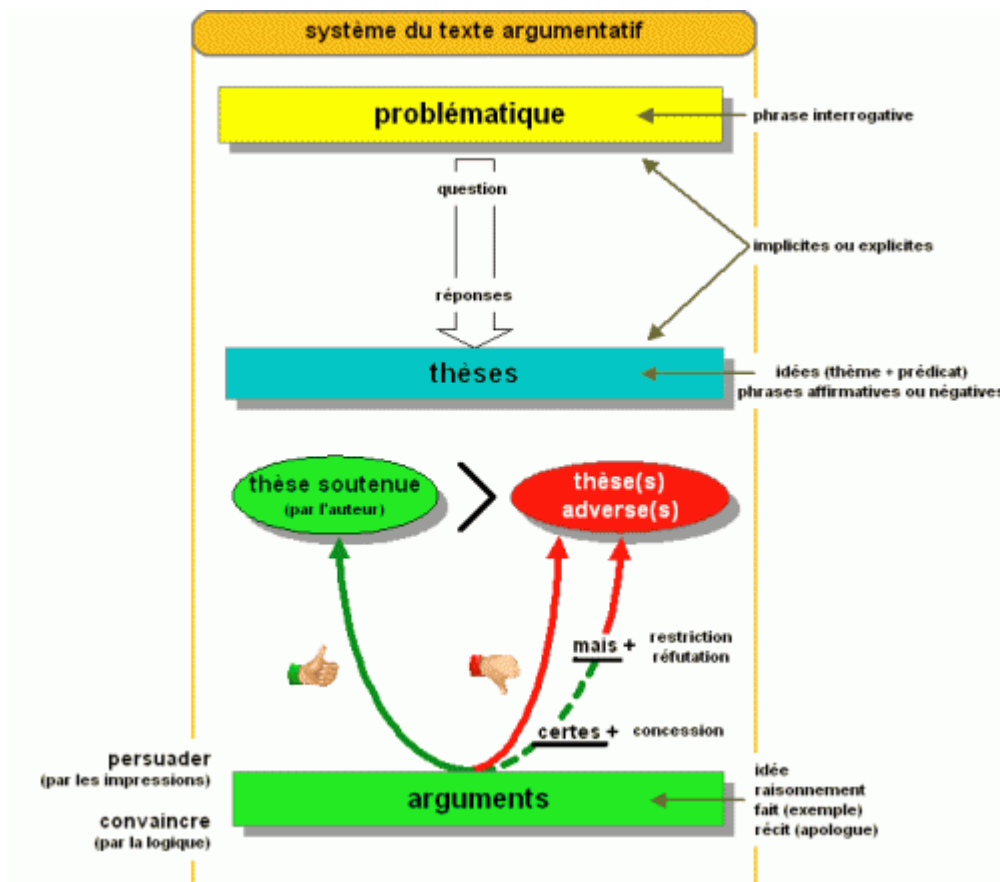 système du texte argumentatif
problématique
phrase interrogative
question
implicites ou explicites
réponses
thèses
idées (thème + prédicat)
phrases affirmatives ou négatives
thèse soutenue
(par l'auteur)
>
thèse(s)
adverse(s)
mais + restriction
réfutation
certes + concession
persuader
(par les impressions)
convaincre
(par la logique)
arguments
idée
raisonnement
fait (exemple)
récit (apologue)